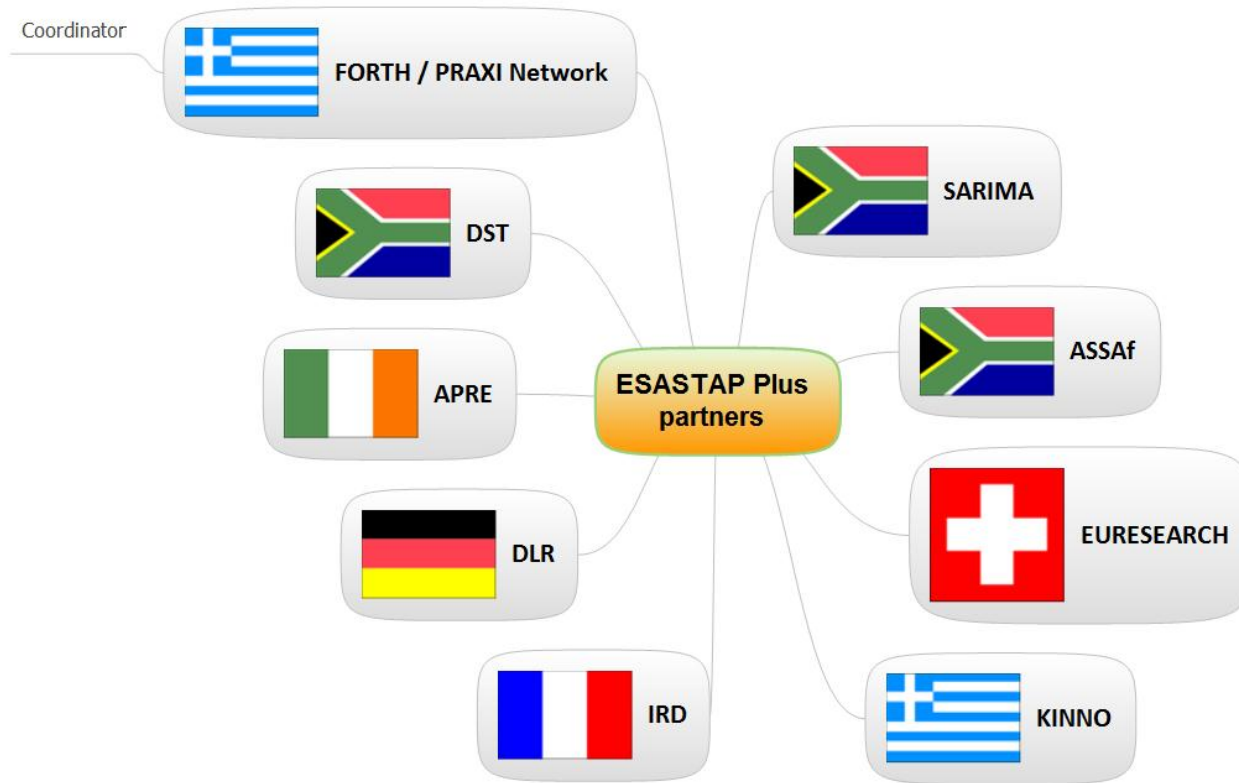 Coordinator
FORTH / PRAXI Network
SARIMA
DST
ASSAf
APRE
ESASTAP Plus
partners
DLR
EURESEARCH
IRD
KINNO